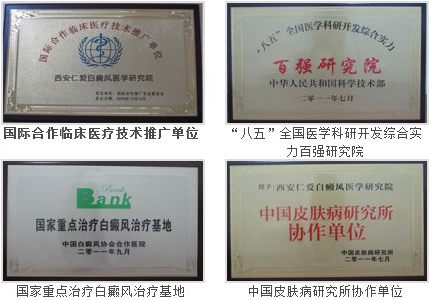 国际合作临床医疗技术推广单位
西安仁爱白癜风医学研究院
国际合作临床医疗技术推广单位
“八五”全国医学科研开发综合实力
百强研究院
中华人民共和国科学技术部
二〇一一年七月
“八五”全国医学科研开发综合实
力百强研究院
Bank
Bank
国家重点治疗白癜风治疗基地
中国白癜风协会合作医院
二〇一一年九月
国家重点治疗白癜风治疗基地
授予：西安仁爱白癜风医学研究院
中国皮肤病研究所
协作单位
中国皮肤病研究所
二〇一一年七月
中国皮肤病研究所协作单位